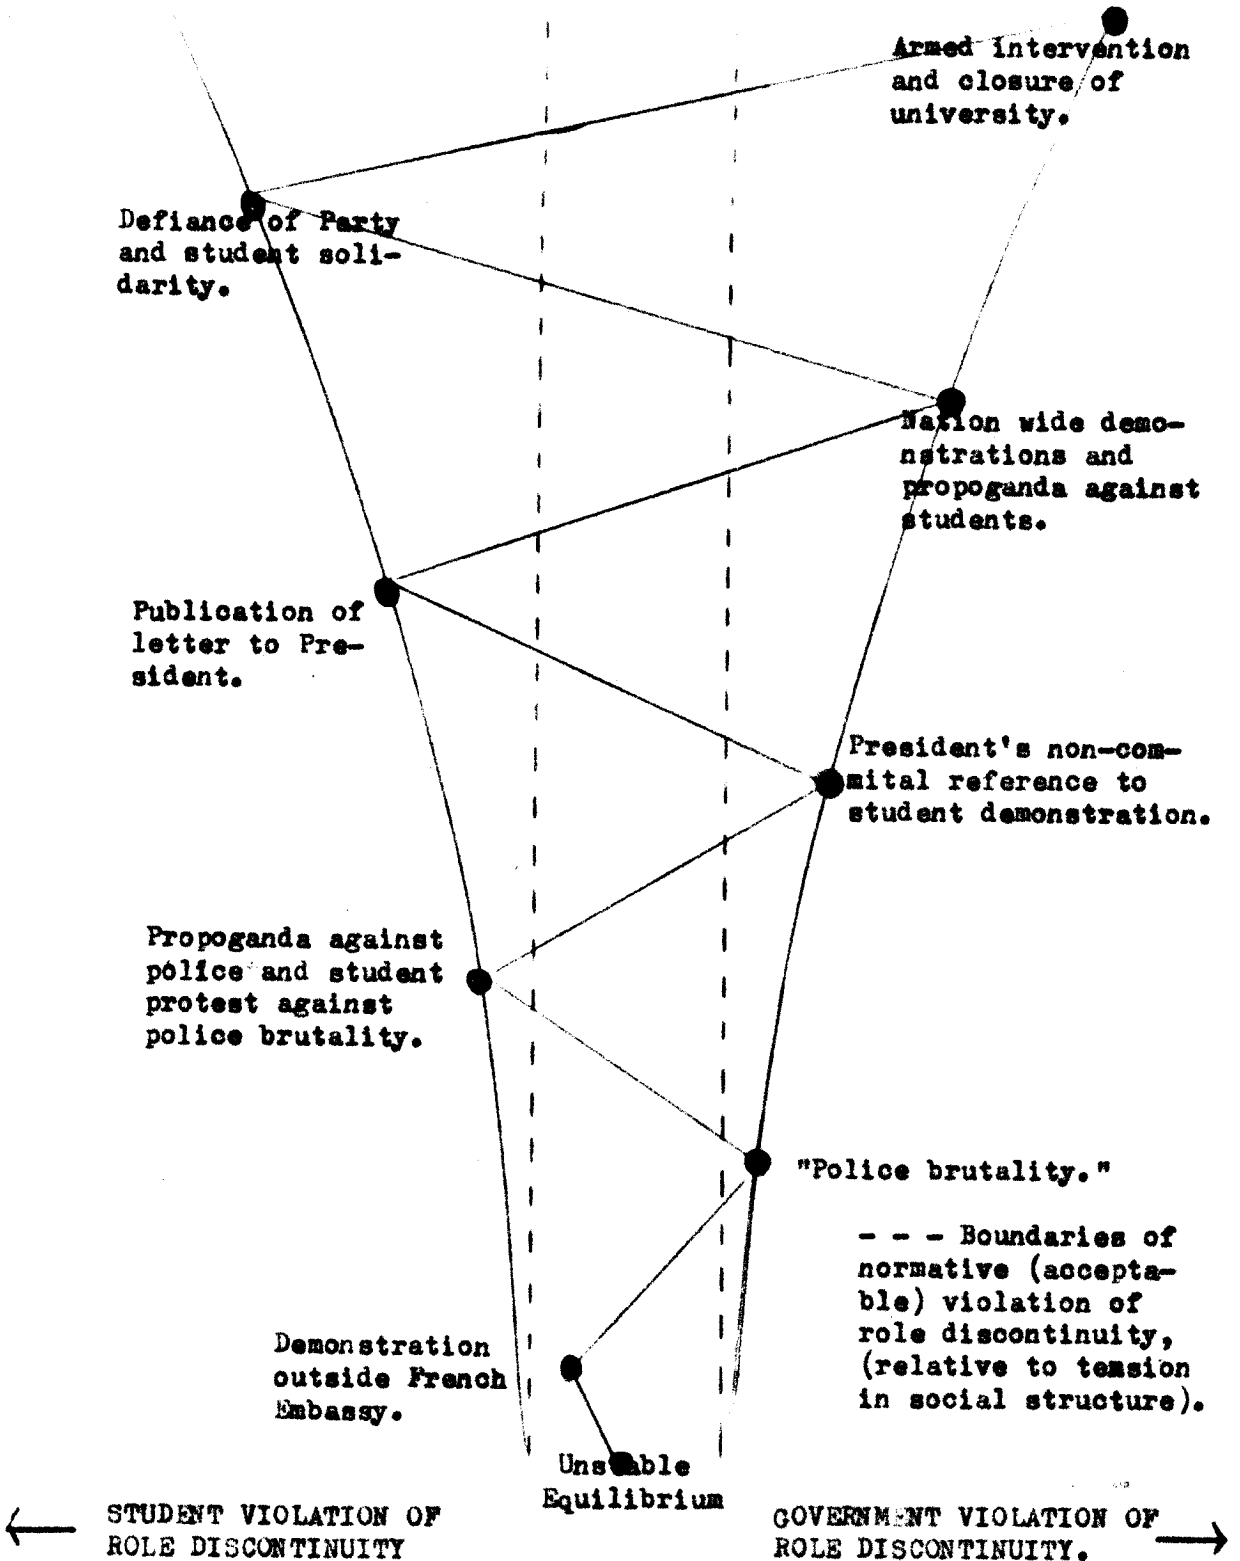 Armed intervention
and closure of
university.
Defiance of Party
and student soli-
darity.
Nation wide demo-
nstrations and
propoganda against
students.
Publication of
letter to Pre-
sident.
President's non-com-
mital reference to
student demonstration.
Propoganda against
police and student
protest against
police brutality.
"Police brutality."
- - - Boundaries of
normative (accepta-
ble) violation of
role discontinuity,
(relative to tension
in social structure).
Demonstration
outside French
Embassy.
Unstable
Equilibrium
STUDENT VIOLATION OF
ROLE DISCONTINUITY
GOVERNMENT VIOLATION OF
ROLE DISCONTINUITY.